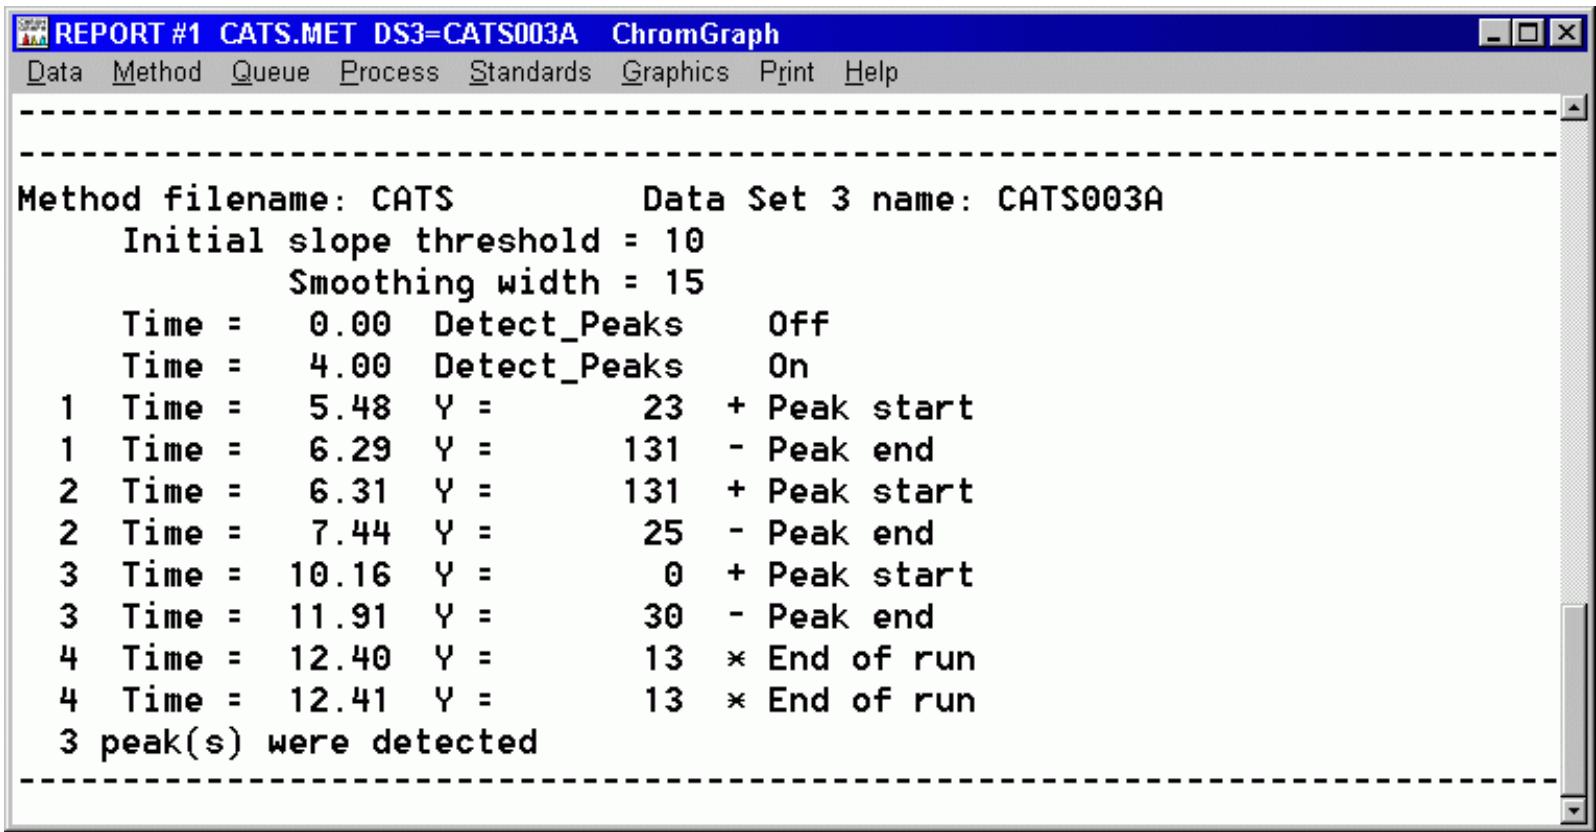 REPORT #1 CATS.MET DS3=CATS003A ChromGraph
Data Method Queue Process Standards Graphics Print Help
--------------------------------------------------------------------------
--------------------------------------------------------------------------
Method filename: CATS Data Set 3 name: CATS003A
Initial slope threshold = 10
Smoothing width = 15
Time = 0.00 Detect_Peaks Off
Time = 4.00 Detect_Peaks On
1 Time = 5.48 Y = 23 + Peak start
1 Time = 6.29 Y = 131 - Peak end
2 Time = 6.31 Y = 131 + Peak start
2 Time = 7.44 Y = 25 - Peak end
3 Time = 10.16 Y = 0 + Peak start
3 Time = 11.91 Y = 30 - Peak end
4 Time = 12.40 Y = 13 * End of run
4 Time = 12.41 Y = 13 * End of run
3 peak(s) were detected
--------------------------------------------------------------------------